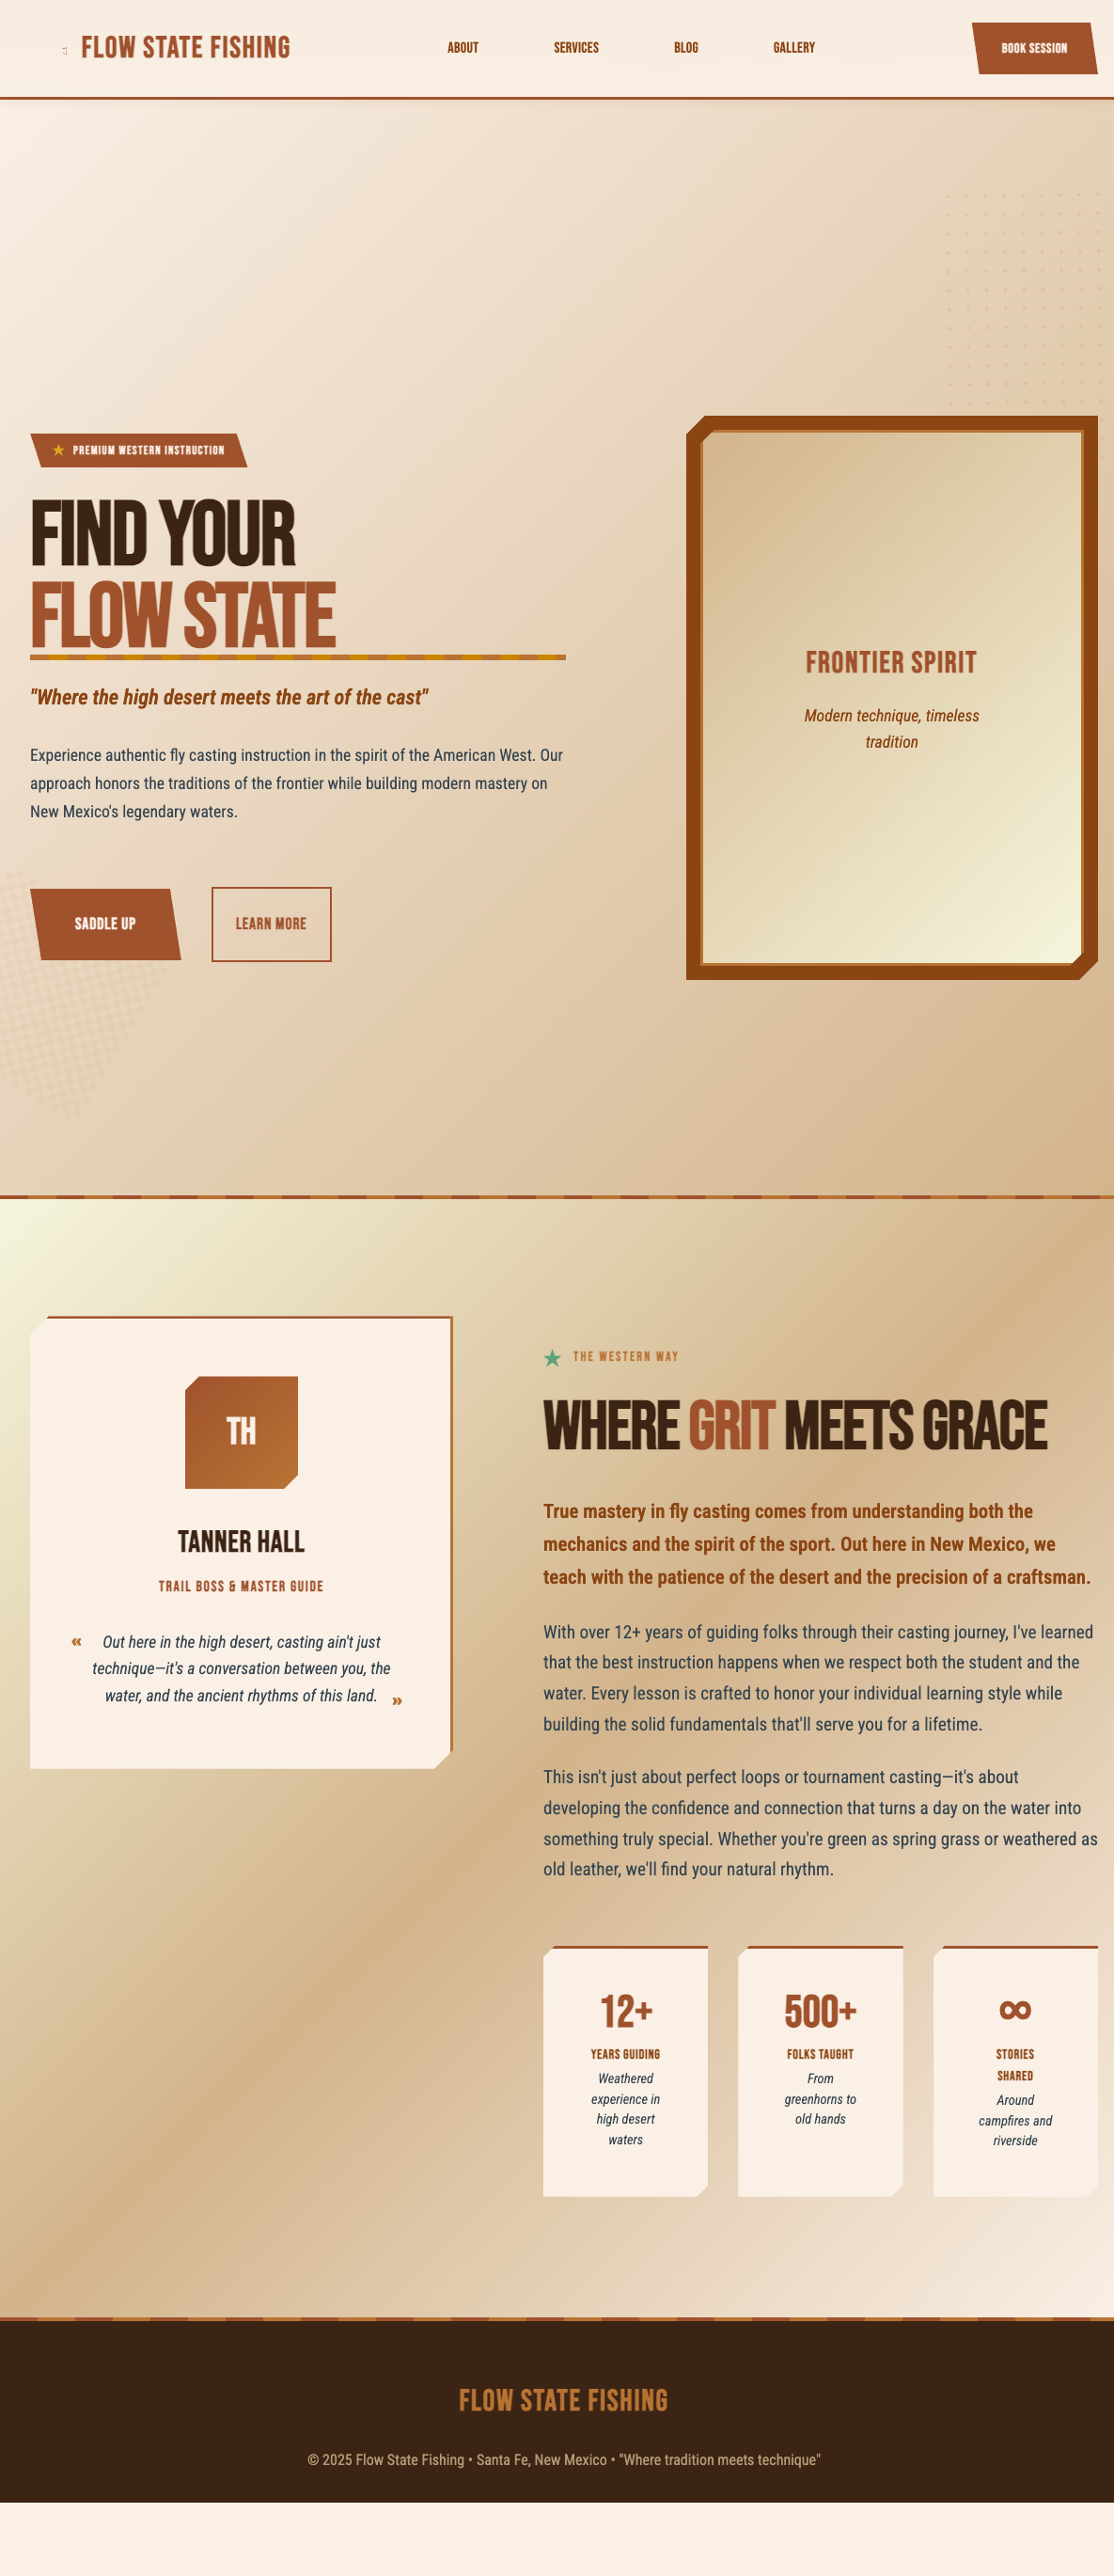 FLOW STATE FISHING
ABOUT
SERVICES
BLOG
GALLERY
BOOK SESSION
PREMIUM WESTERN INSTRUCTION
FIND YOUR
FLOW STATE
"Where the high desert meets the art of the cast"
Experience authentic fly casting instruction in the spirit of the American West. Our
approach honors the traditions of the frontier while building modern mastery on
New Mexico's legendary waters.
SADDLE UP
LEARN MORE
FRONTIER SPIRIT
Modern technique, timeless
tradition
TH
TANNER HALL
TRAIL BOSS & MASTER GUIDE
« Out here in the high desert, casting ain't just
technique—it's a conversation between you, the
water, and the ancient rhythms of this land. »
THE WESTERN WAY
WHERE GRIT MEETS GRACE
True mastery in fly casting comes from understanding both the
mechanics and the spirit of the sport. Out here in New Mexico, we
teach with the patience of the desert and the precision of a craftsman.
With over 12+ years of guiding folks through their casting journey, I've learned
that the best instruction happens when we respect both the student and the
water. Every lesson is crafted to honor your individual learning style while
building the solid fundamentals that'll serve you for a lifetime.
This isn't just about perfect loops or tournament casting—it's about
developing the confidence and connection that turns a day on the water into
something truly special. Whether you're green as spring grass or weathered as
old leather, we'll find your natural rhythm.
12+
YEARS GUIDING
Weathered
experience in
high desert
waters
500+
FOLKS TAUGHT
From
greenhorns to
old hands
∞
STORIES
SHARED
Around
campfires and
riverside
FLOW STATE FISHING
© 2025 Flow State Fishing • Santa Fe, New Mexico • "Where tradition meets technique"